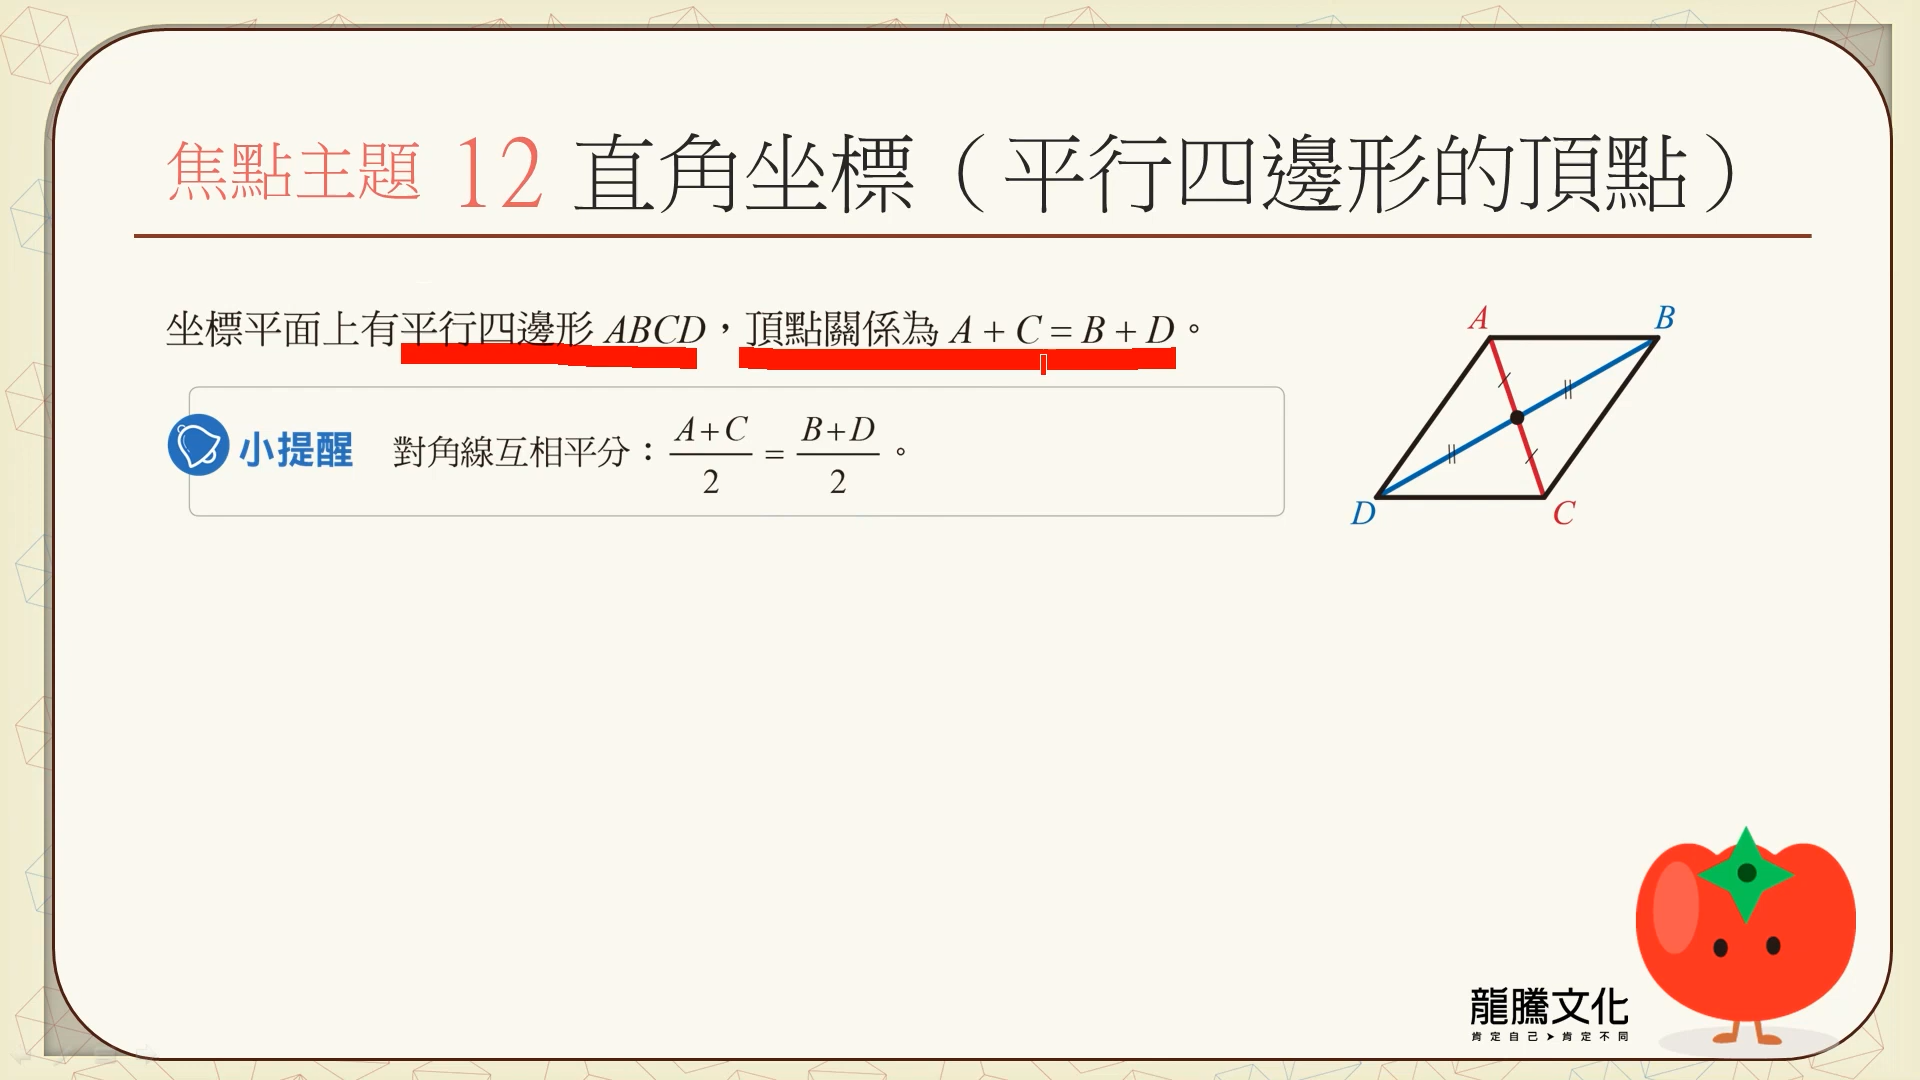 焦點主題 12 直角坐標（平行四邊形的頂點）
坐標平面上有平行四邊形 ABCD，頂點關係為 A + C = B + D。
小提醒 對角線互相平分：A+C/2 = B+D/2。
A B
D C
龍騰文化
肯定自己➤肯定不同